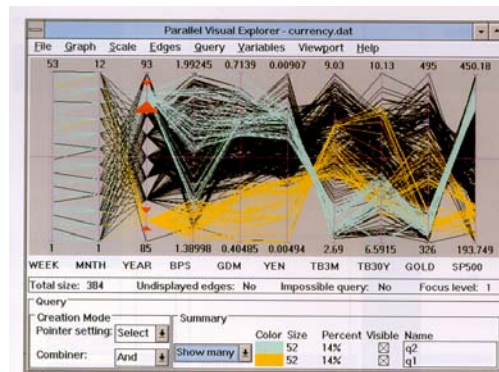 Parallel Visual Explorer - currency.dat
File Graph Scale Edges Query Variables Viewport Help
53 12 93 1.99245 0.7139 0.00907 9.03 10.13 495 450.18
1 1 85 1.38998 0.40485 0.00494 2.69 6.5915 326 193.749
WEEK MNTH YEAR BPS GDM YEN TB3M TB30Y GOLD SP500
Total size: 384 Undisplayed edges: No Impossible query: No Focus level: 1
Query
Creation Mode Summary
Pointer setting: Select
Color Size Percent Visible Name
Combiner: And Show many
52 14% q2
52 14% q1